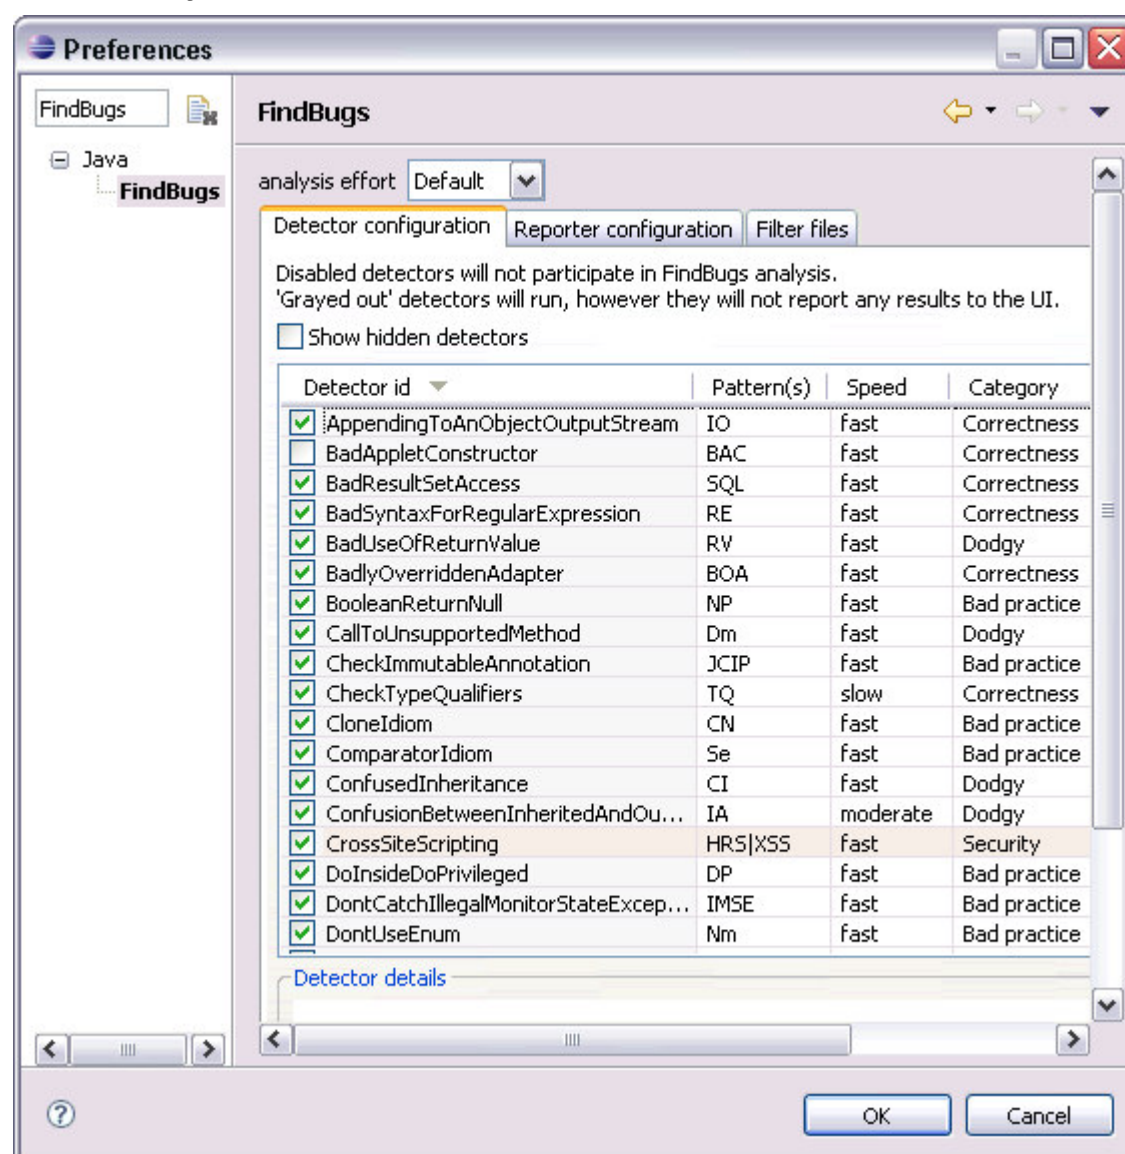 Preferences
FindBugs
FindBugs
Java
FindBugs
analysis effort Default
Detector configuration Reporter configuration Filter files
Disabled detectors will not participate in FindBugs analysis.
'Grayed out' detectors will run, however they will not report any results to the UI.
Show hidden detectors
Detector id Pattern(s) Speed Category
AppendingToAnObjectOutputStream IO fast Correctness
BadAppletConstructor BAC fast Correctness
BadResultSetAccess SQL fast Correctness
BadSyntaxForRegularExpression RE fast Correctness
BadUseOfReturnValue RV fast Dodgy
BadlyOverriddenAdapter BOA fast Correctness
BooleanReturnNull NP fast Bad practice
CallToUnsupportedMethod Dm fast Dodgy
CheckImmutableAnnotation JCIP fast Bad practice
CheckTypeQualifiers TQ slow Correctness
CloneIdiom CN fast Bad practice
ComparatorIdiom Se fast Bad practice
ConfusedInheritance CI fast Dodgy
ConfusionBetweenInheritedAndOu... IA moderate Dodgy
CrossSiteScripting HRS|XSS fast Security
DoInsideDoPrivileged DP fast Bad practice
DontCatchIllegalMonitorStateExcep... IMSE fast Bad practice
DontUseEnum Nm fast Bad practice
Detector details
OK Cancel